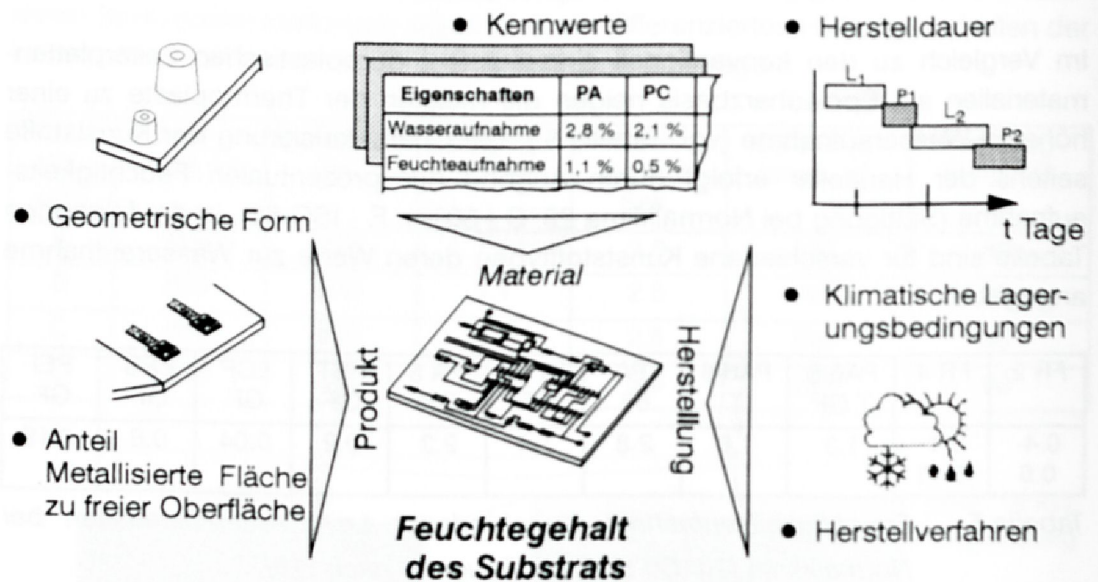 ● Kennwerte
Eigenschaften PA PC
Wasseraufnahme 2,8 % 2,1 %
Feuchteaufnahme 1,1 % 0,5 %
● Herstelldauer
L1
P1
L2
P2
t Tage
● Geometrische Form
Material
● Klimatische Lager-
ungsbedingungen
Produkt
Herstellung
● Anteil
Metallisierte Fläche
zu freier Oberfläche
● Herstellverfahren
Feuchtegehalt
des Substrats